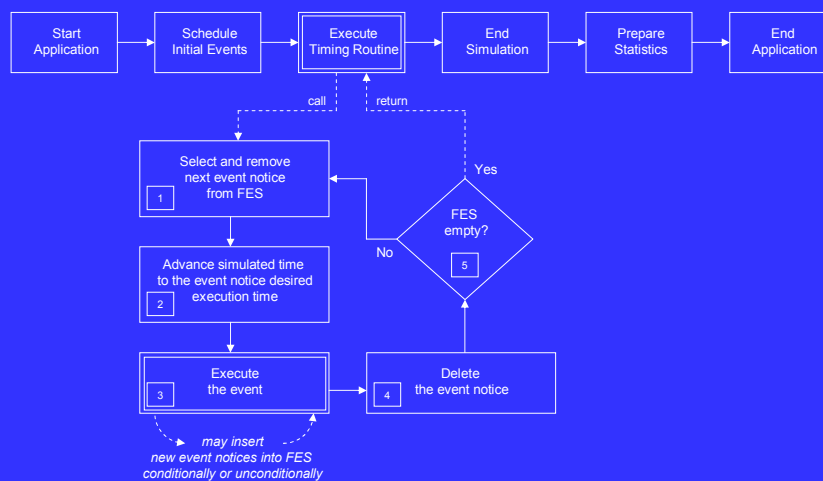 Start
Application
Schedule
Initial Events
Execute
Timing Routine
End
Simulation
Prepare
Statistics
End
Application
call
return
Select and remove
next event notice
from FES
1
Yes
FES
empty?
5
No
Advance simulated time
to the event notice desired
execution time
2
Execute
the event
3
Delete
the event notice
4
may insert
new event notices into FES
conditionally or unconditionally